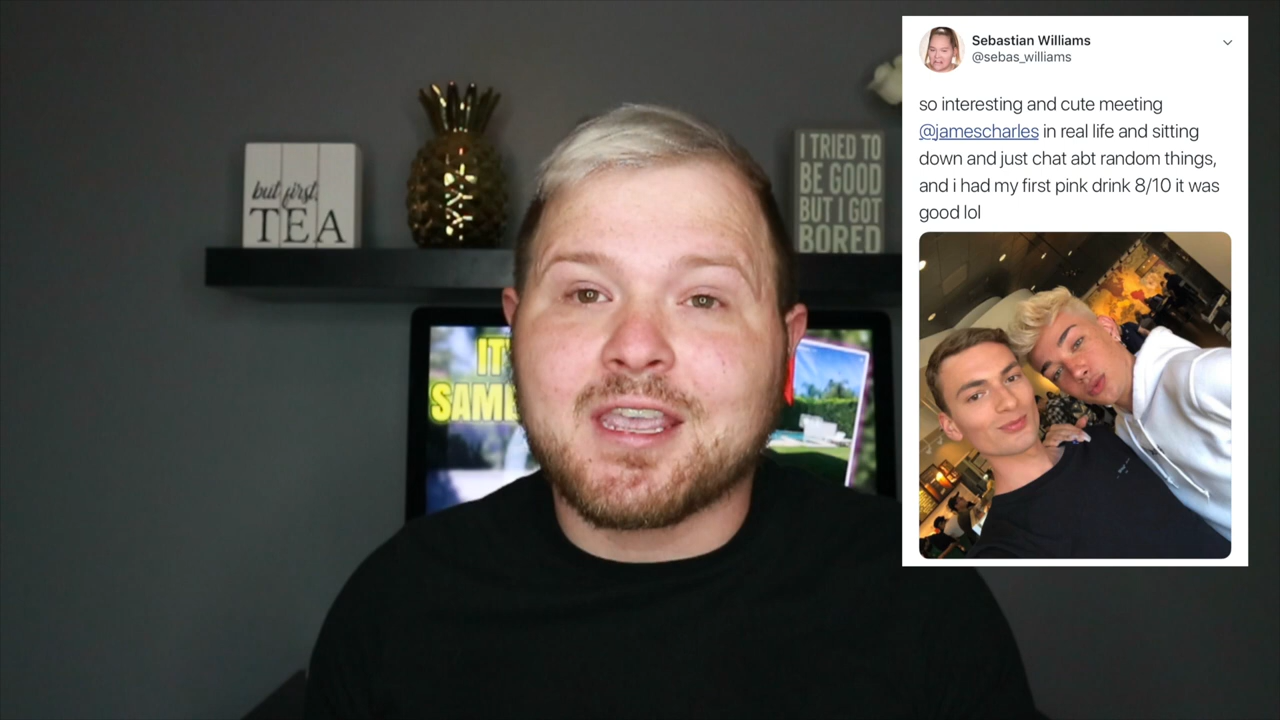 but first,
TEA
I TRIED TO
BE GOOD
BUT I GOT
BORED
Sebastian Williams
@sebas_williams
so interesting and cute meeting
@jamescharles in real life and sitting
down and just chat abt random things,
and i had my first pink drink 8/10 it was
good lol